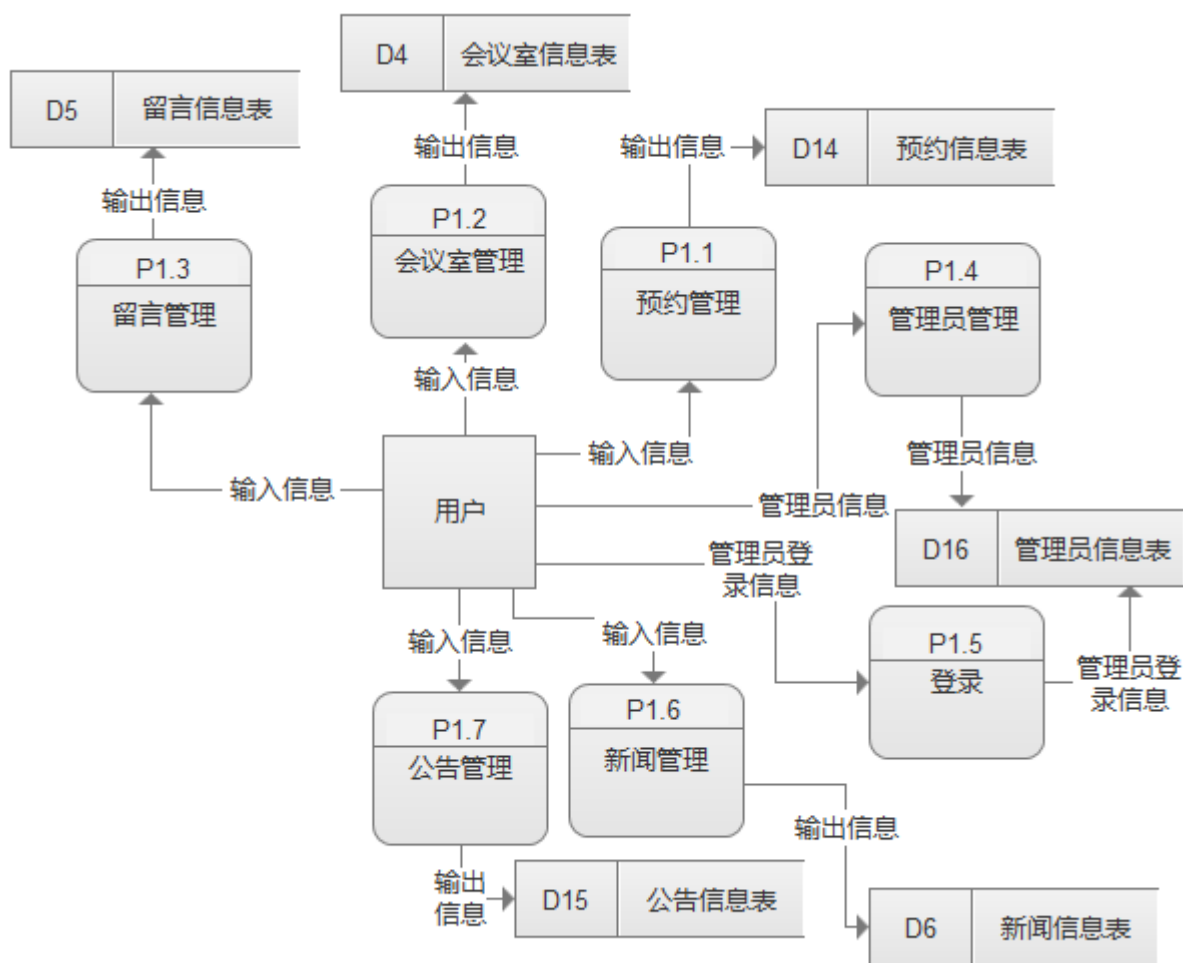 D4
会议室信息表
D5
留言信息表
输出信息
输出信息
D14
预约信息表
输出信息
P1.2
会议室管理
P1.1
预约管理
P1.3
留言管理
P1.4
管理员管理
输入信息
输入信息
管理员信息
输入信息
用户
管理员信息
D16
管理员信息表
管理员登
录信息
输入信息
输入信息
P1.5
登录
管理员登
录信息
P1.7
公告管理
P1.6
新闻管理
输出信息
输出
信息
D15
公告信息表
D6
新闻信息表